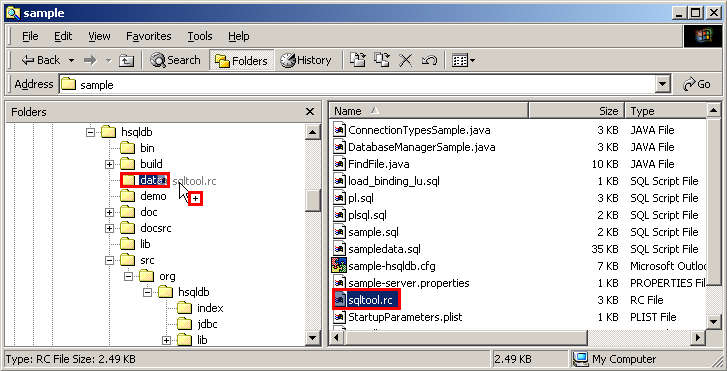 sample
File Edit View Favorites Tools Help
Back Search Folders History
Address sample Go
Folders
hsqldb
bin
build
data sqltool.rc
demo
doc
docsrc
lib
src
org
hsqldb
index
jdbc
lib
Name Size Type
ConnectionTypesSample.java 3 KB JAVA File
DatabaseManagerSample.java 3 KB JAVA File
FindFile.java 10 KB JAVA File
load_binding_lu.sql 1 KB SQL Script File
pl.sql 2 KB SQL Script File
plsql.sql 2 KB SQL Script File
sample.sql 2 KB SQL Script File
sampledata.sql 35 KB SQL Script File
sample-hsqldb.cfg 7 KB Microsoft Outlo
sample-server.properties 1 KB PROPERTIES File
sqltool.rc 3 KB RC File
StartupParameters.plist 1 KB PLIST File
Type: RC File Size: 2.49 KB 2.49 KB My Computer